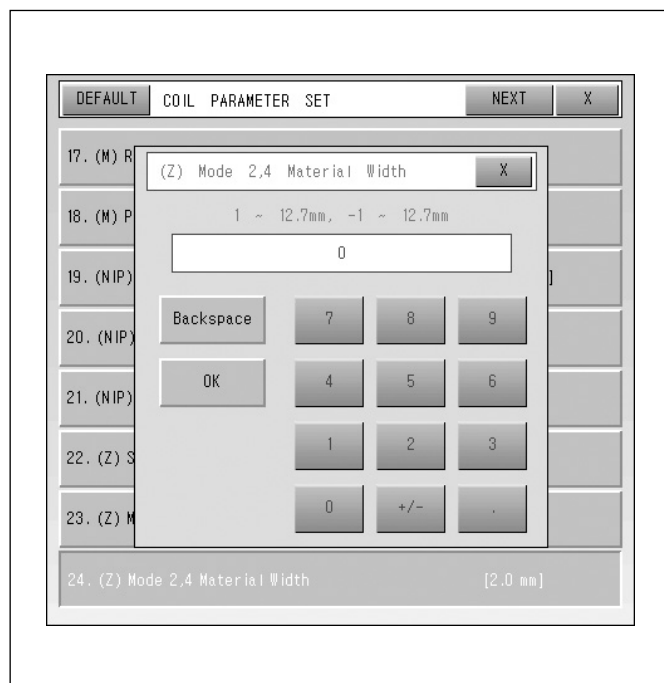 DEFAULT COIL PARAMETER SET NEXT X
17. (M) R
(Z) Mode 2,4 Material Width X
18. (M) P
1 ~ 12.7mm, -1 ~ 12.7mm
0
19. (NIP) ]
Backspace 7 8 9
20. (NIP)
OK 4 5 6
21. (NIP)
1 2 3
22. (Z) S
23. (Z) M
0 +/- .
24. (Z) Mode 2,4 Material Width [2.0 mm]